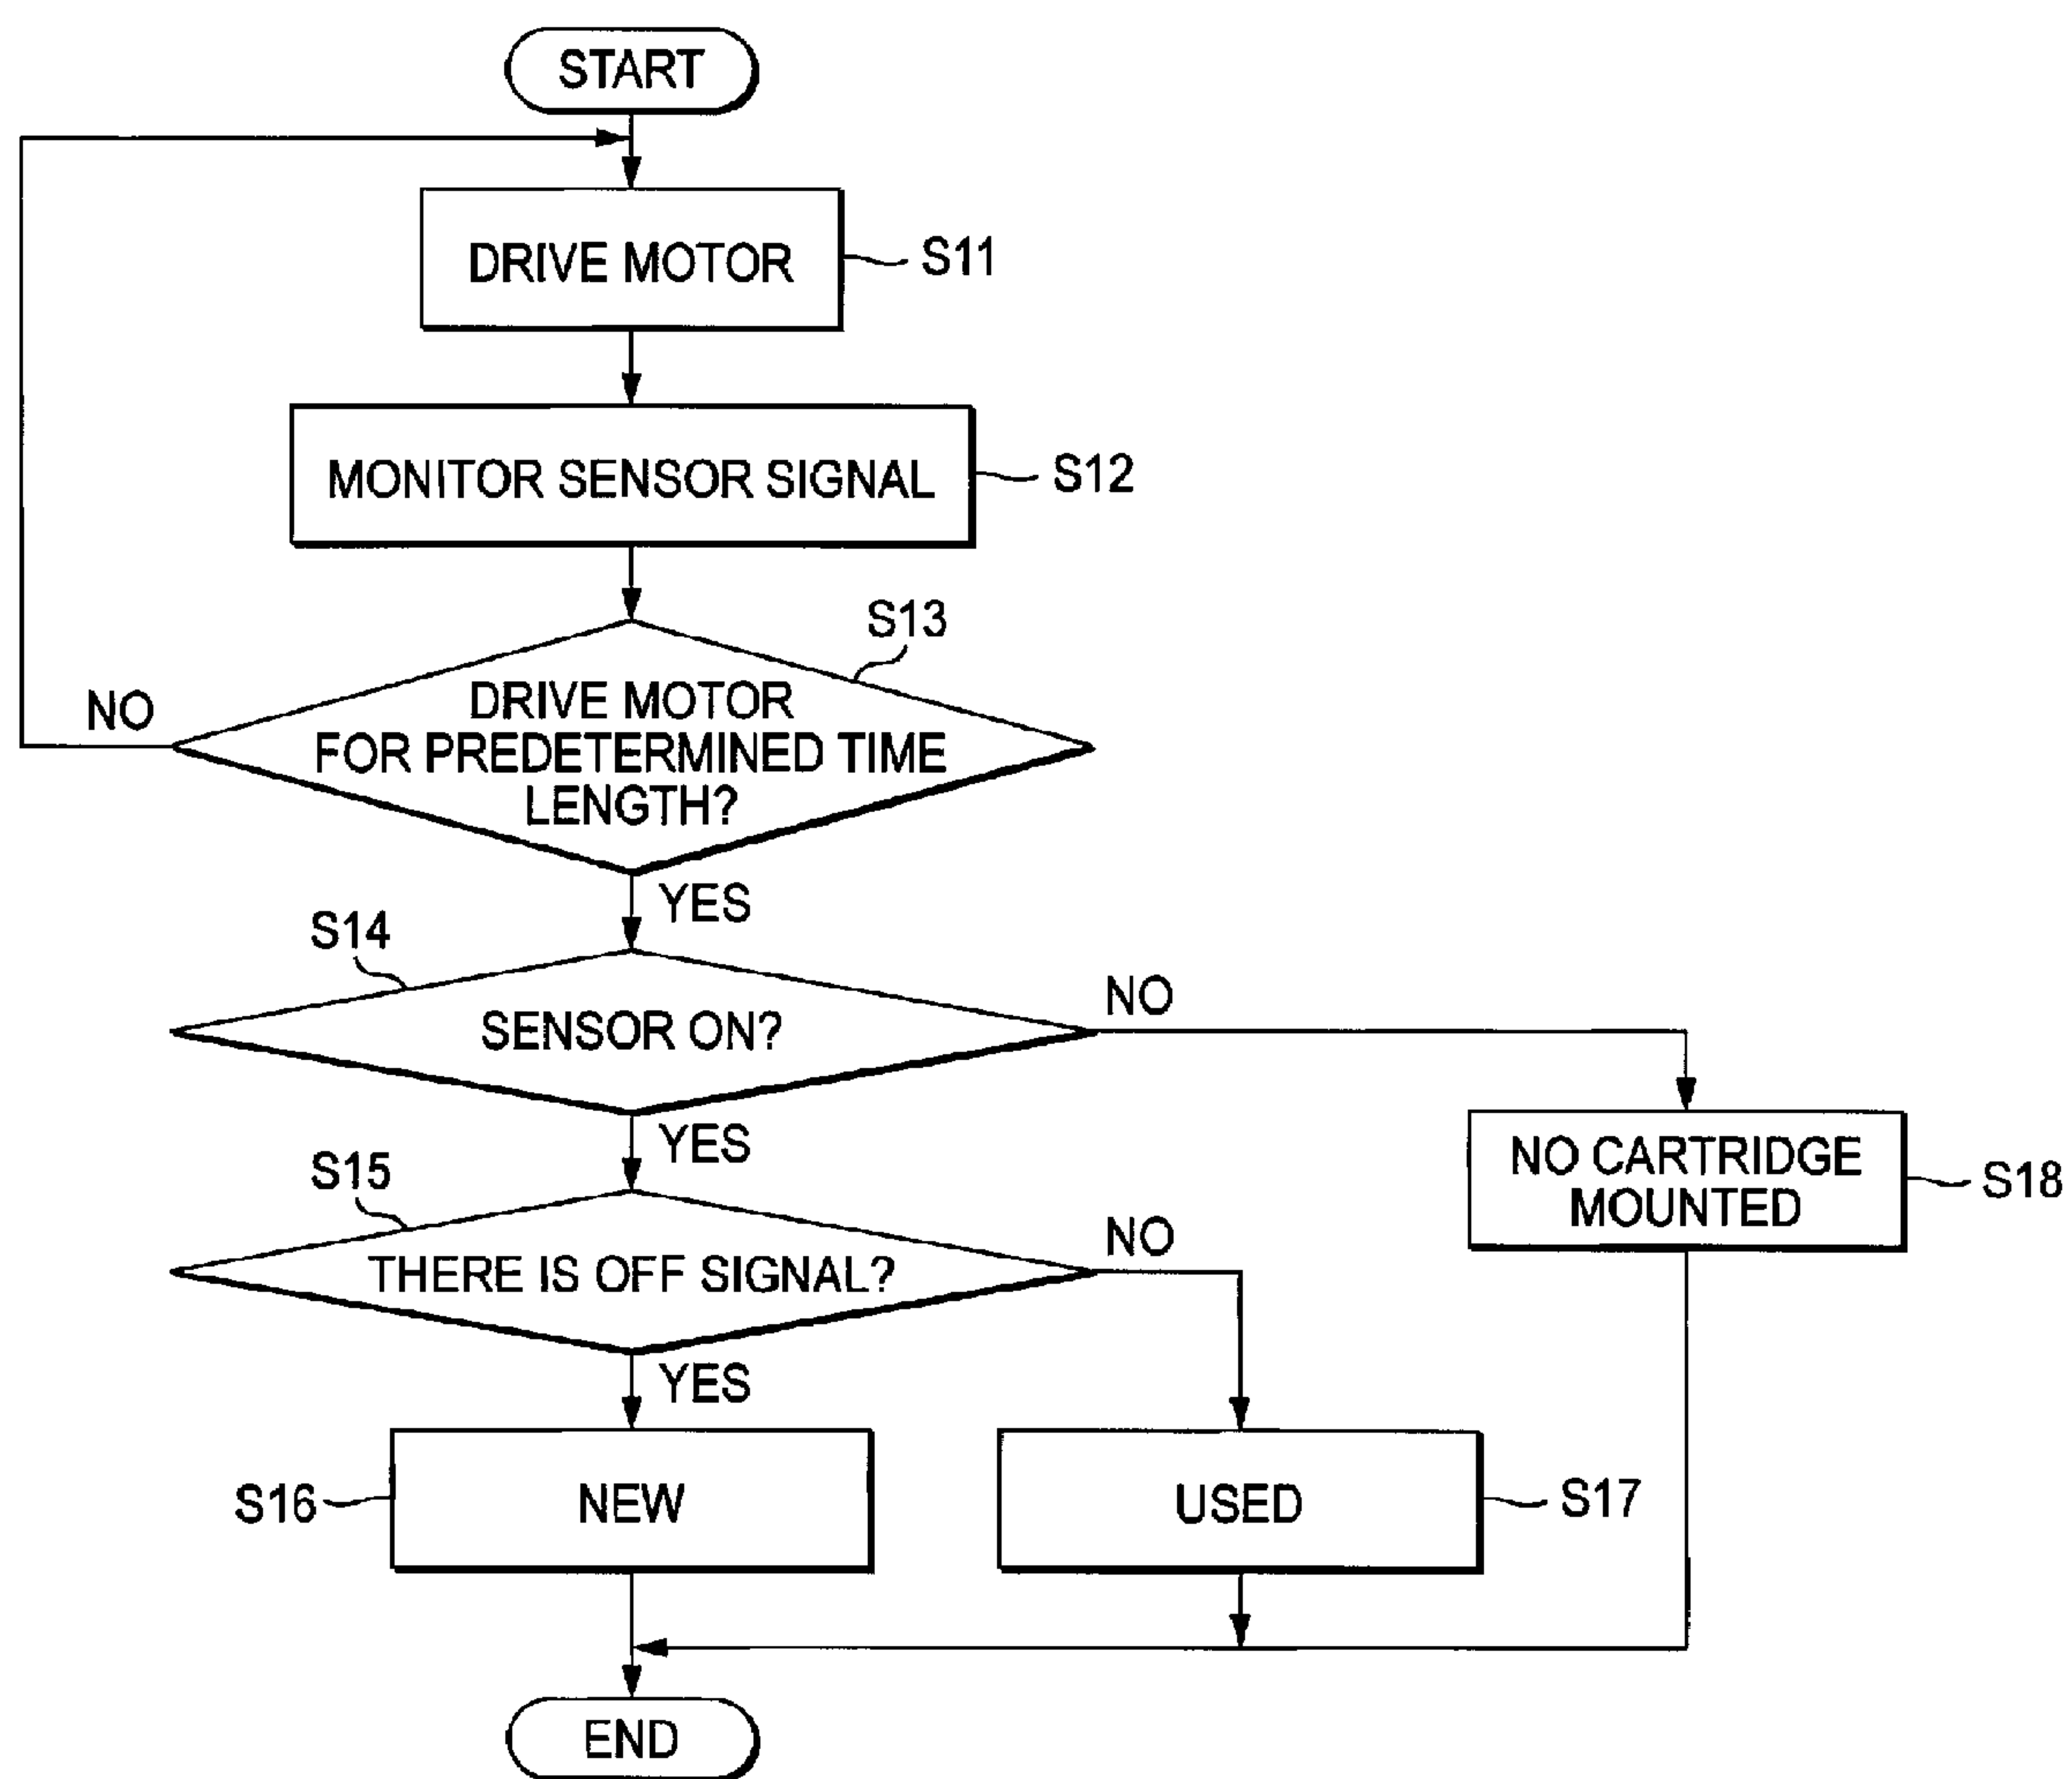 START
DRIVE MOTOR
S11
MONITOR SENSOR SIGNAL
S12
S13
DRIVE MOTOR
FOR PREDETERMINED TIME
LENGTH?
NO
YES
S14
SENSOR ON?
NO
YES
NO CARTRIDGE
MOUNTED
S18
S15
THERE IS OFF SIGNAL?
NO
YES
S16
NEW
USED
S17
END